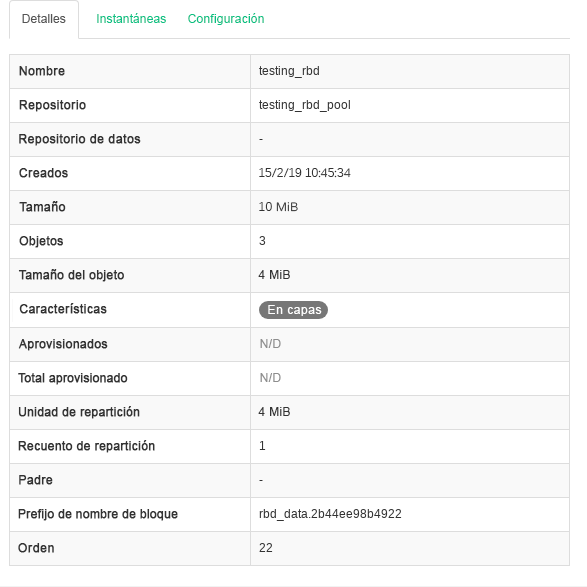 Detalles Instantáneas Configuración
Nombre testing_rbd
Repositorio testing_rbd_pool
Repositorio de datos -
Creados 15/2/19 10:45:34
Tamaño 10 MiB
Objetos 3
Tamaño del objeto 4 MiB
Características En capas
Aprovisionados N/D
Total aprovisionado N/D
Unidad de repartición 4 MiB
Recuento de repartición 1
Padre -
Prefijo de nombre de bloque rbd_data.2b44ee98b4922
Orden 22